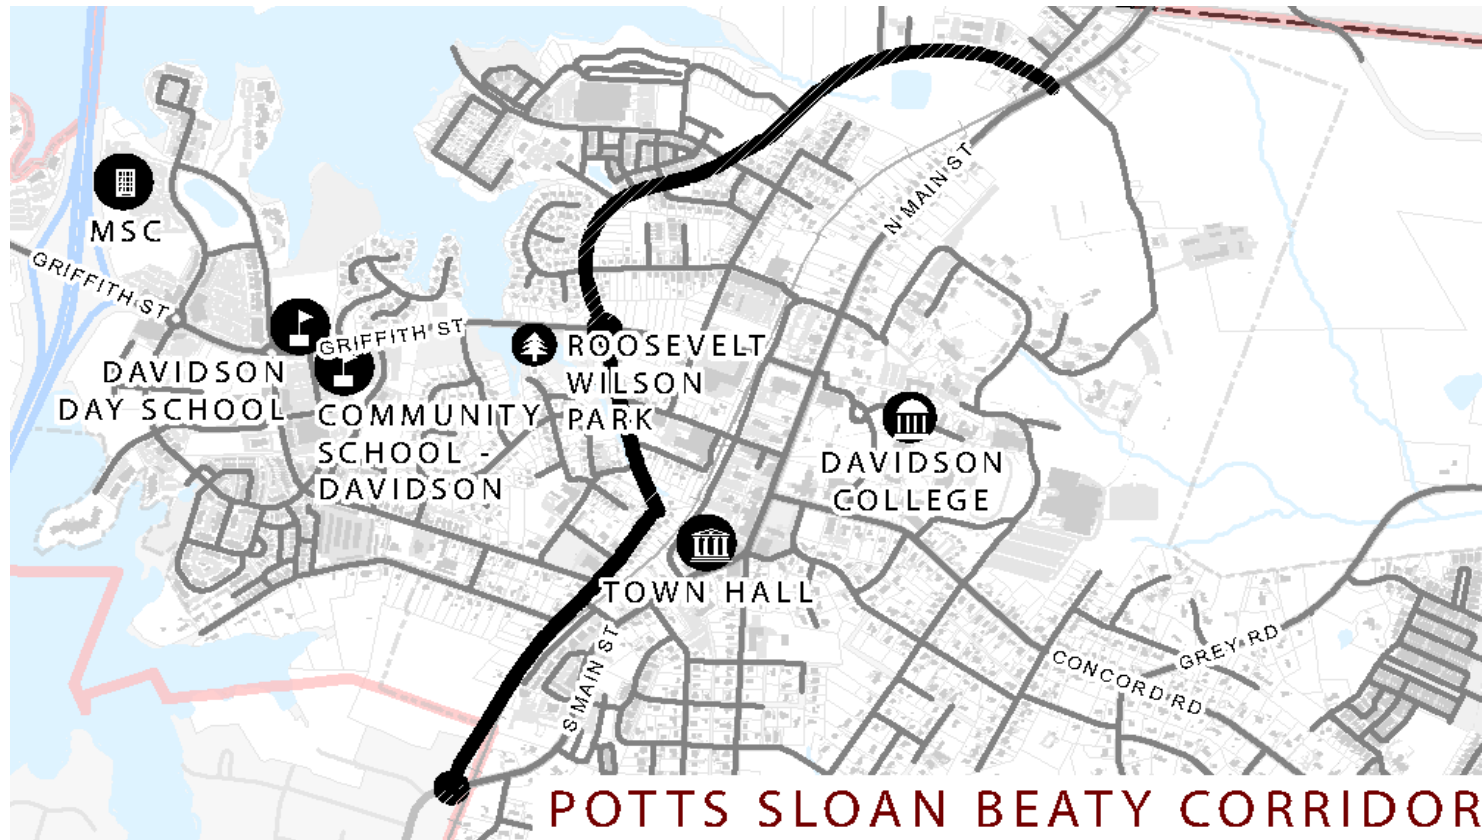 N MAIN ST
MSC
GRIFFITH ST
GRIFFITH ST
ROOSEVELT
WILSON
PARK
DAVIDSON
DAY SCHOOL
COMMUNITY
SCHOOL -
DAVIDSON
DAVIDSON
COLLEGE
TOWN HALL
S MAIN ST
GREY RD
CONCORD RD
POTTS SLOAN BEATY CORRIDOR